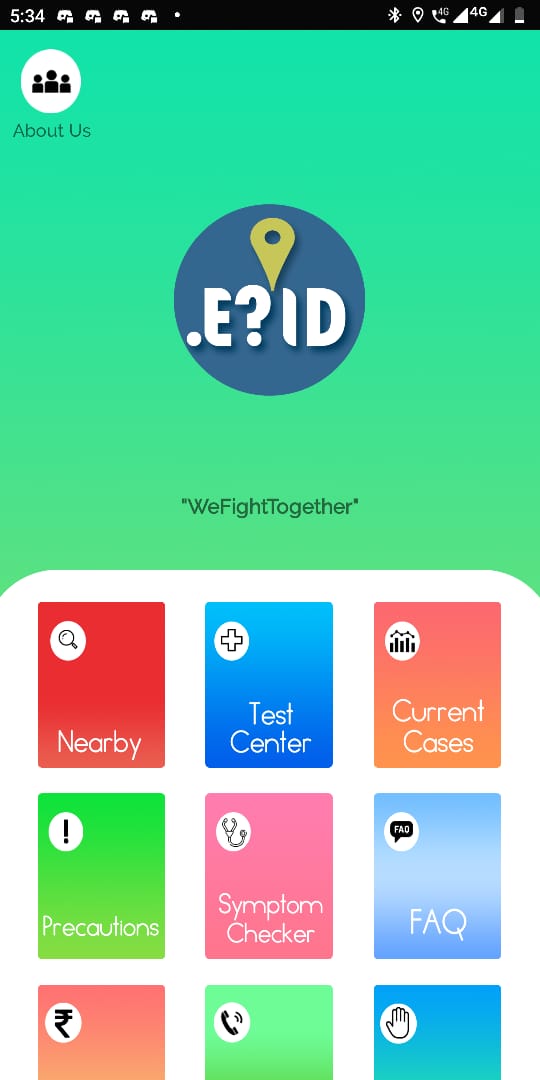 5:34
4G
4G
About Us
.E?ID
"WeFightTogether"
Nearby
Test
Center
Current
Cases
Precautions
Symptom
Checker
FAQ
FAQ
₹